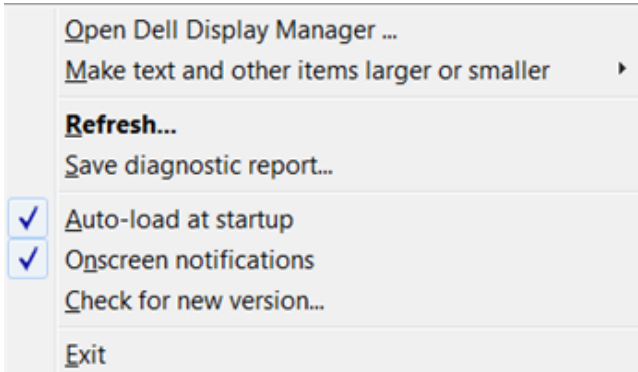 Open Dell Display Manager ...
Make text and other items larger or smaller
Refresh...
Save diagnostic report...
Auto-load at startup
Onscreen notifications
Check for new version...
Exit